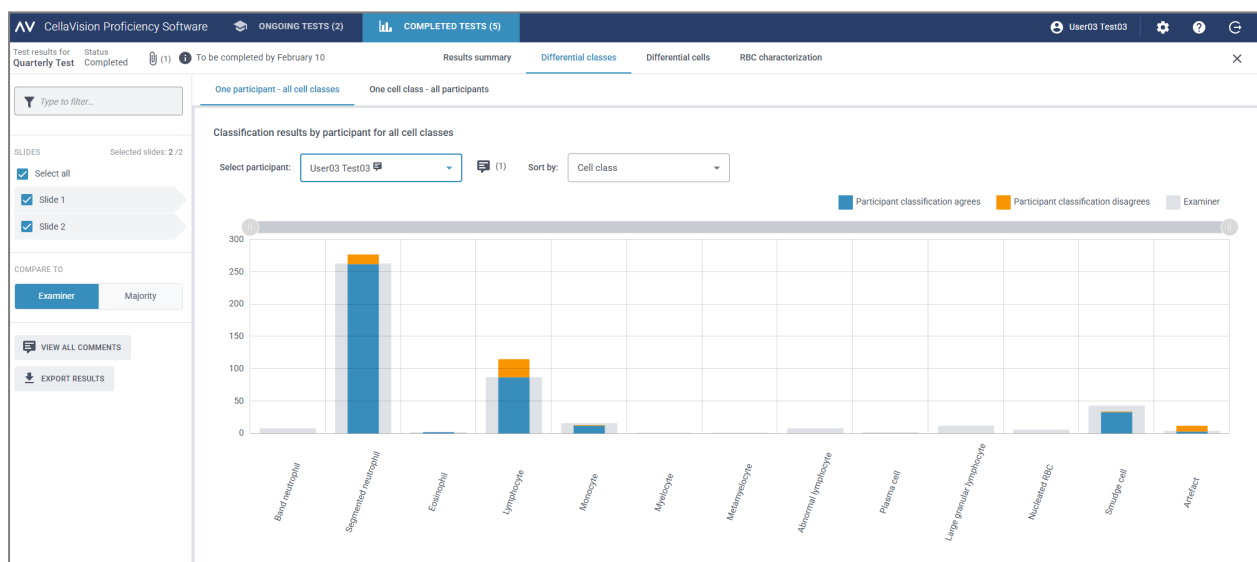 CellaVision Proficiency Software
ONGOING TESTS (2)
COMPLETED TESTS (5)
User03 Test03
Test results for
Quarterly Test
Status
Completed
(1)
To be completed by February 10
Results summary
Differential classes
Differential cells
RBC characterization
Type to filter...
One participant - all cell classes
One cell class - all participants
Classification results by participant for all cell classes
SLIDES
Selected slides: 2 /2
Select all
Slide 1
Slide 2
COMPARE TO
Examiner
Majority
VIEW ALL COMMENTS
EXPORT RESULTS
Select participant:
User03 Test03
(1)
Sort by:
Cell class
Participant classification agrees
Participant classification disagrees
Examiner
300
250
200
150
100
50
0
Band neutrophil
Segmented neutrophil
Eosinophil
Lymphocyte
Monocyte
Myelocyte
Metamyelocyte
Abnormal lymphocyte
Plasma cell
Large granular lymphocyte
Nucleated RBC
Smudge cell
Artefact